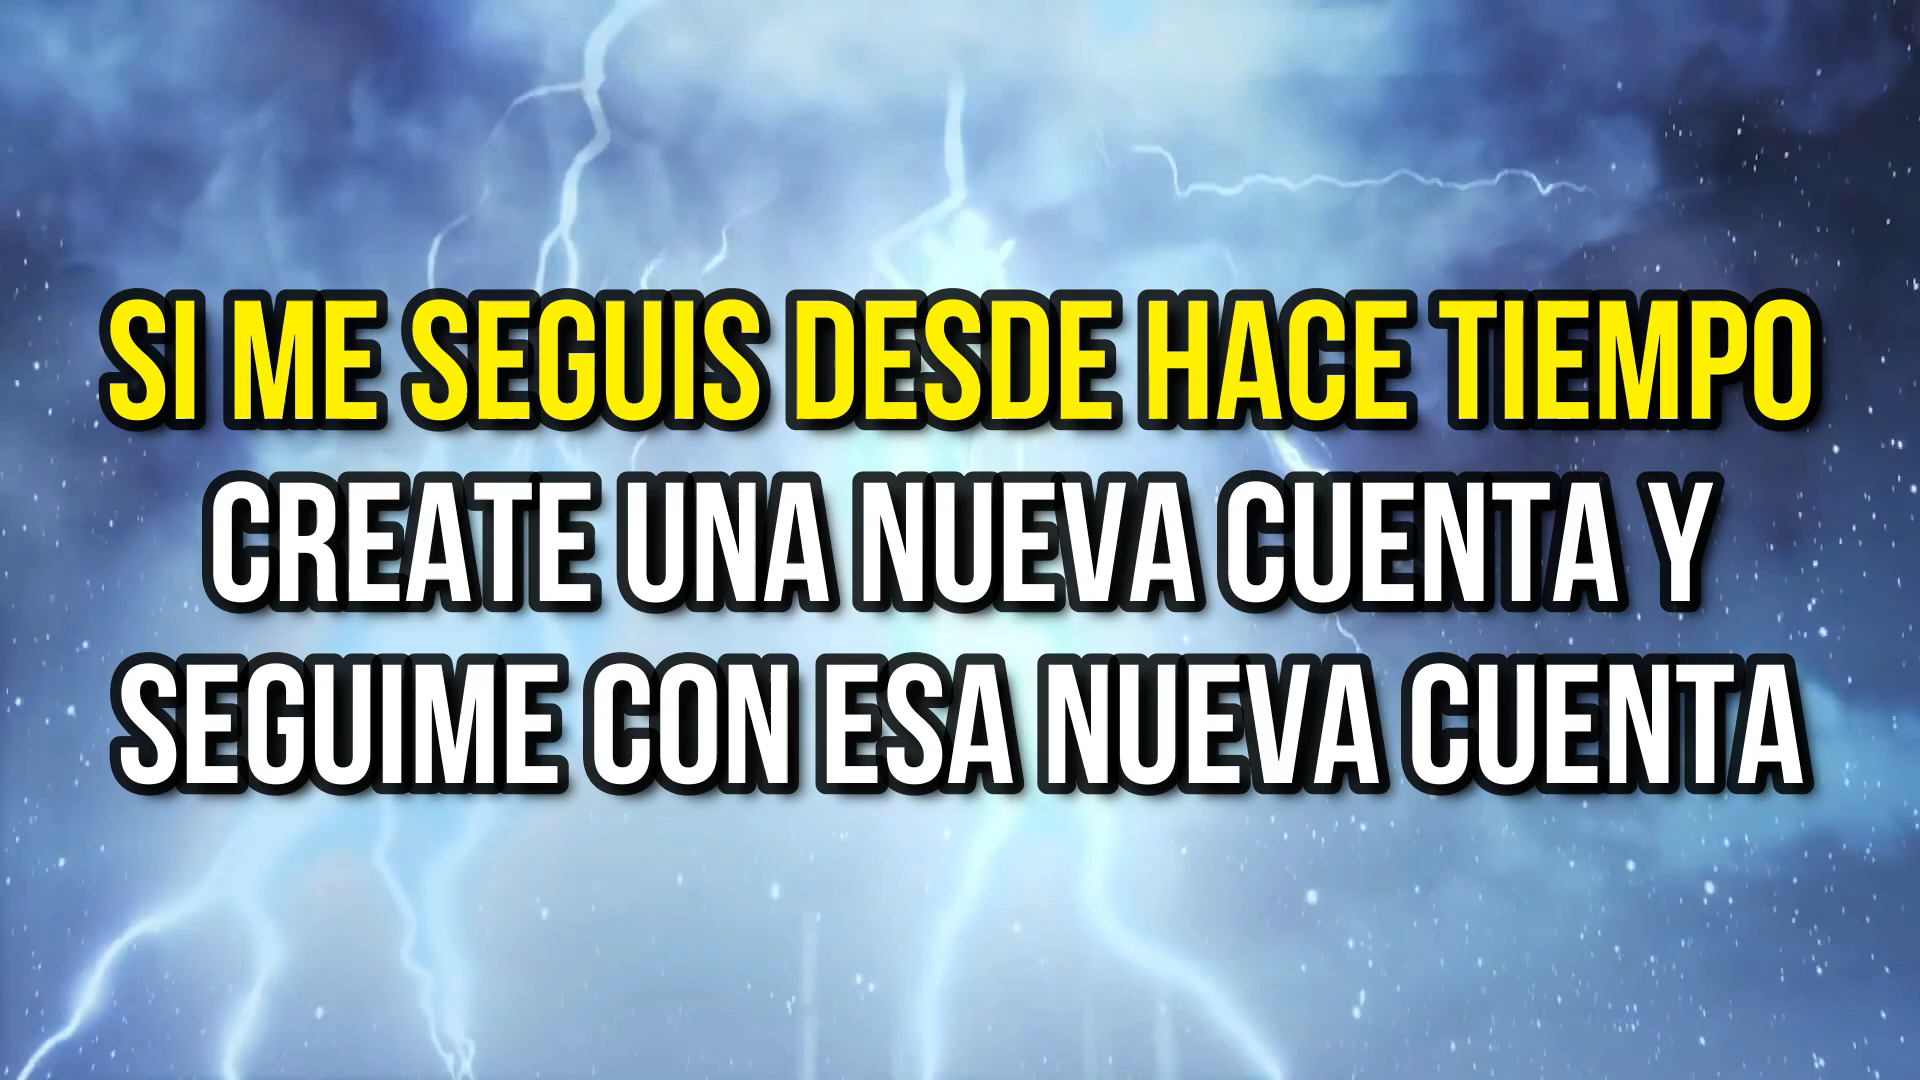 SI ME SEGUIS DESDE HACE TIEMPO
CREATE UNA NUEVA CUENTA Y
SEGUIME CON ESA NUEVA CUENTA